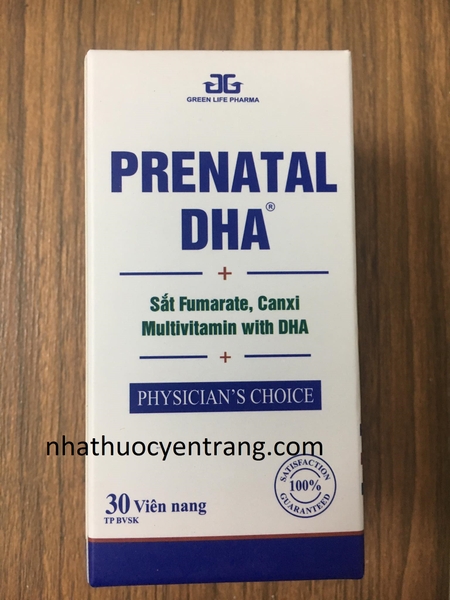 GREEN LIFE PHARMA
PRENATAL
DHA®
Sắt Fumarate, Canxi
Multivitamin with DHA
PHYSICIAN'S CHOICE
nhathuocyentrang.com
SATISFACTION
100%
GUARANTEED
30 Viên nang
TP BVSK